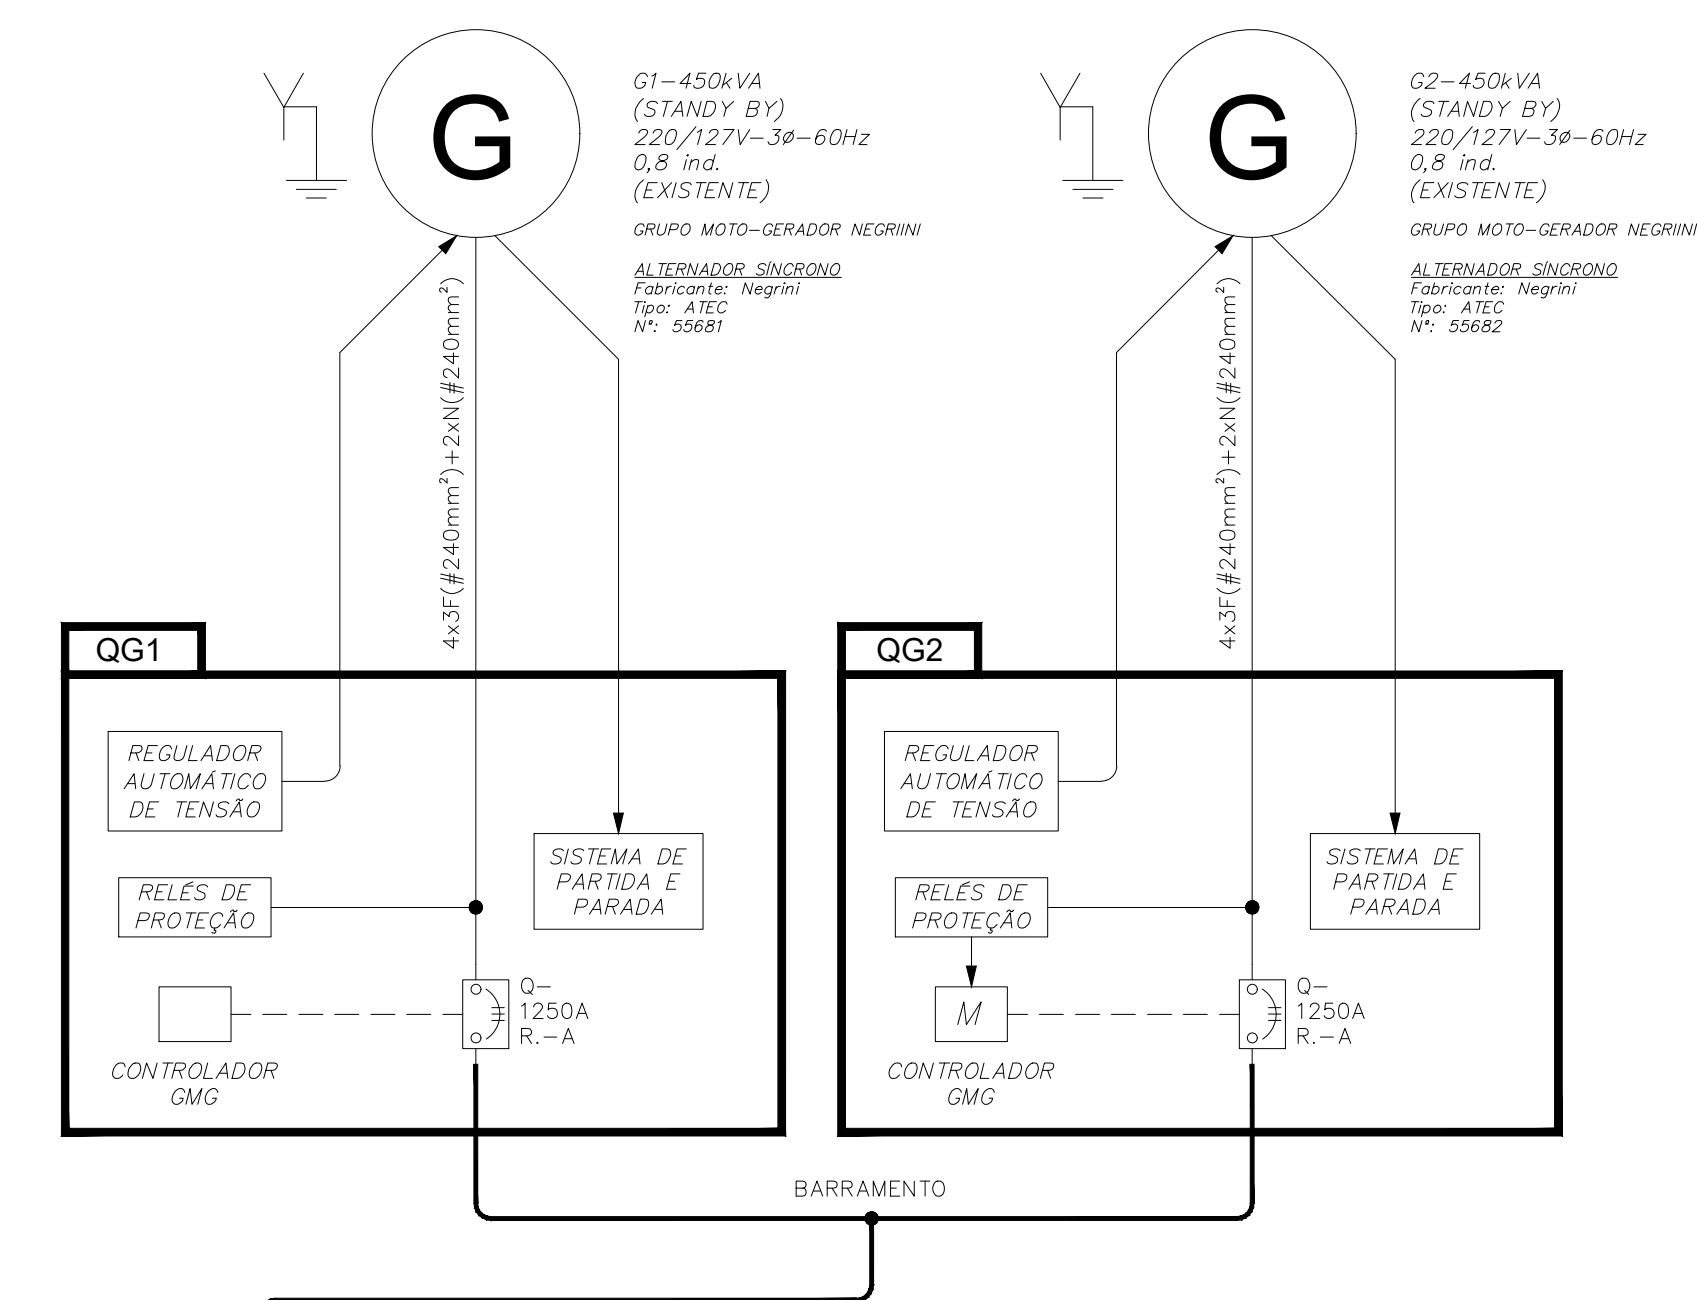 G
G1-450kVA
(STANDY BY)
220/127V-3ø-60Hz
0,8 ind.
(EXISTENTE)
GRUPO MOTO-GERADOR NEGRIINI
ALTERNADOR SÍNCRONO
Fabricante: Negrini
Tipo: ATEC
N°: 55681
4x3F(#240mm²)+2xN(#240mm²)
G
G2-450kVA
(STANDY BY)
220/127V-3ø-60Hz
0,8 ind.
(EXISTENTE)
GRUPO MOTO-GERADOR NEGRIINI
ALTERNADOR SÍNCRONO
Fabricante: Negrini
Tipo: ATEC
N°: 55682
4x3F(#240mm²)+2xN(#240mm²)
QG1
REGULADOR
AUTOMÁTICO
DE TENSÃO
SISTEMA DE
PARTIDA E
PARADA
RELÉS DE
PROTEÇÃO
Q-
1250A
R.-A
CONTROLADOR
GMG
QG2
REGULADOR
AUTOMÁTICO
DE TENSÃO
SISTEMA DE
PARTIDA E
PARADA
RELÉS DE
PROTEÇÃO
M
Q-
1250A
R.-A
CONTROLADOR
GMG
BARRAMENTO